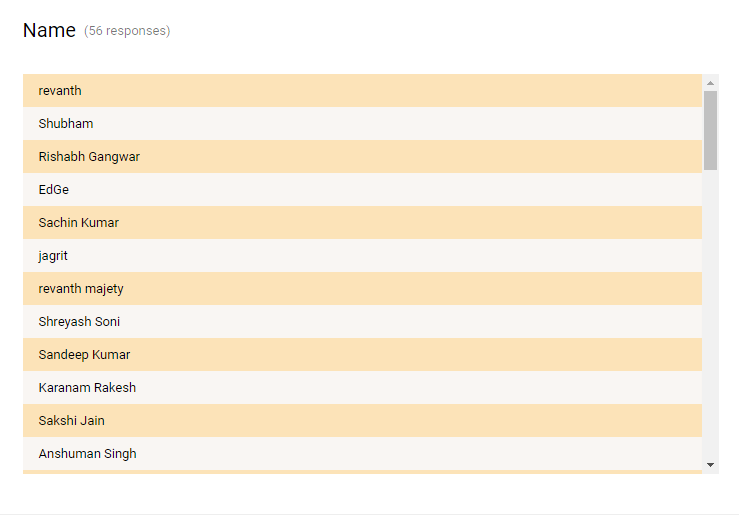 Name (56 responses)
revanth
Shubham
Rishabh Gangwar
EdGe
Sachin Kumar
jagrit
revanth majety
Shreyash Soni
Sandeep Kumar
Karanam Rakesh
Sakshi Jain
Anshuman Singh